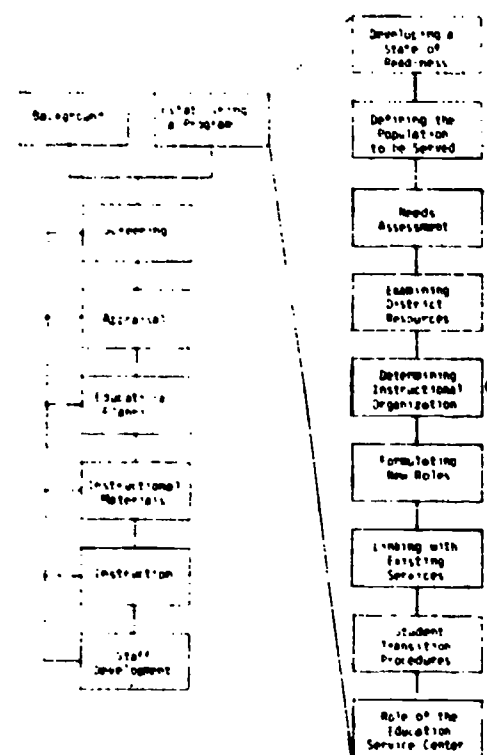 Background
Establishing
a Program
Screening
Appraisal
Educational
Planning
Instructional
Materials
Instruction
Staff
Development
Developing a
State of
Readiness
Defining the
Population
to be Served
Needs
Assessment
Examining
District
Resources
Determining
Instructional
Organization
Formulating
New Roles
Linking with
Existing
Services
Student
Transition
Procedures
Role of the
Education
Service Center